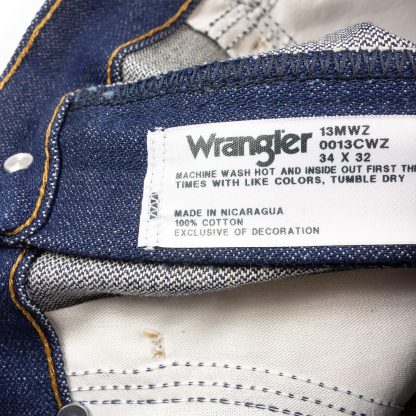 Wrangler 13MWZ
0013CWZ
34 X 32
MACHINE WASH HOT AND INSIDE OUT FIRST
TIMES WITH LIKE COLORS, TUMBLE DRY
MADE IN NICARAGUA
100% COTTON
EXCLUSIVE OF DECORATION